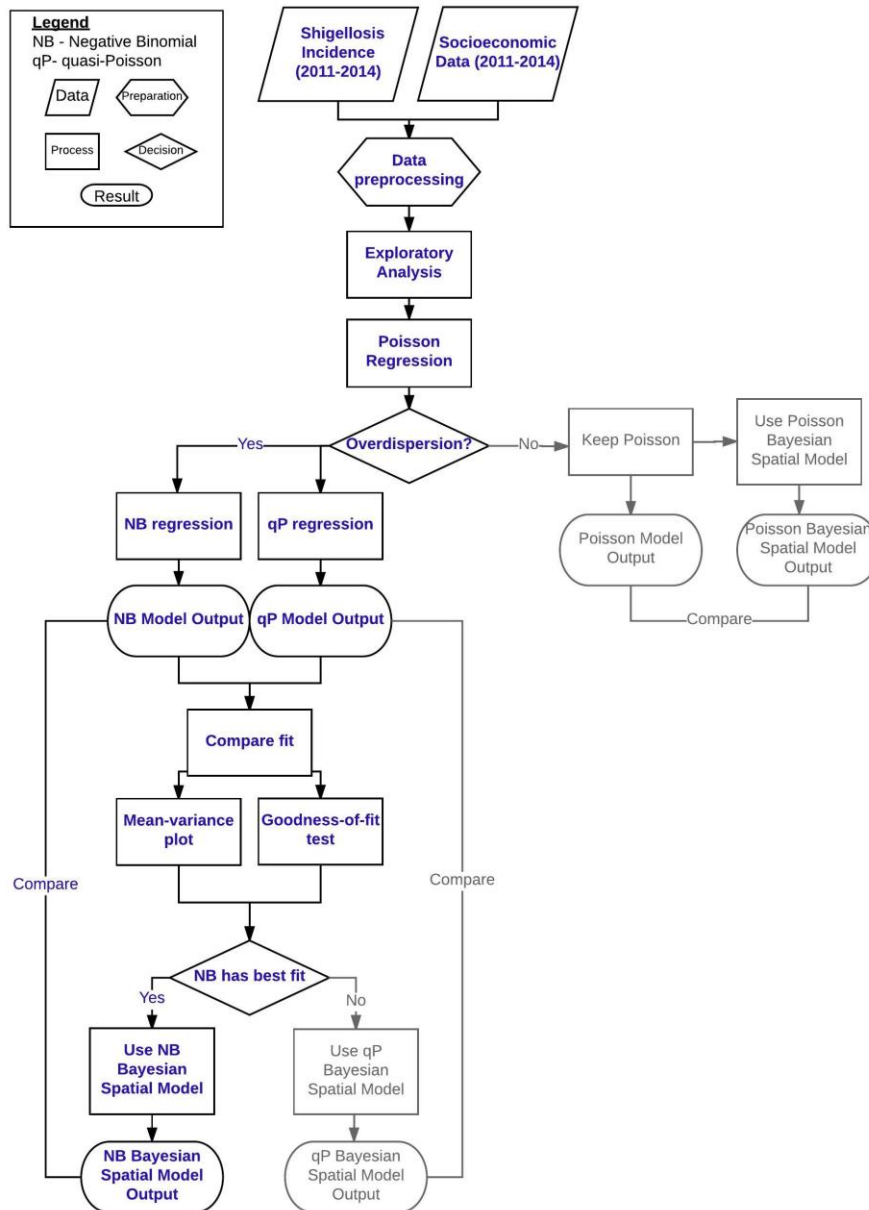 Legend
NB - Negative Binomial
qP- quasi-Poisson
Data
Preparation
Process
Decision
Result
Shigellosis
Incidence
(2011-2014)
Socioeconomic
Data (2011-2014)
Data
preprocessing
Exploratory
Analysis
Poisson
Regression
Overdispersion?
Yes
No
Keep Poisson
Use Poisson
Bayesian
Spatial Model
NB regression
qP regression
Poisson Model
Output
Poisson Bayesian
Spatial Model
Output
Compare
NB Model Output
qP Model Output
Compare fit
Mean-variance
plot
Goodness-of-fit
test
Compare
Compare
NB has best fit
Yes
No
Use NB
Bayesian
Spatial Model
Use qP
Bayesian
Spatial Model
NB Bayesian
Spatial Model
Output
qP Bayesian
Spatial Model
Output